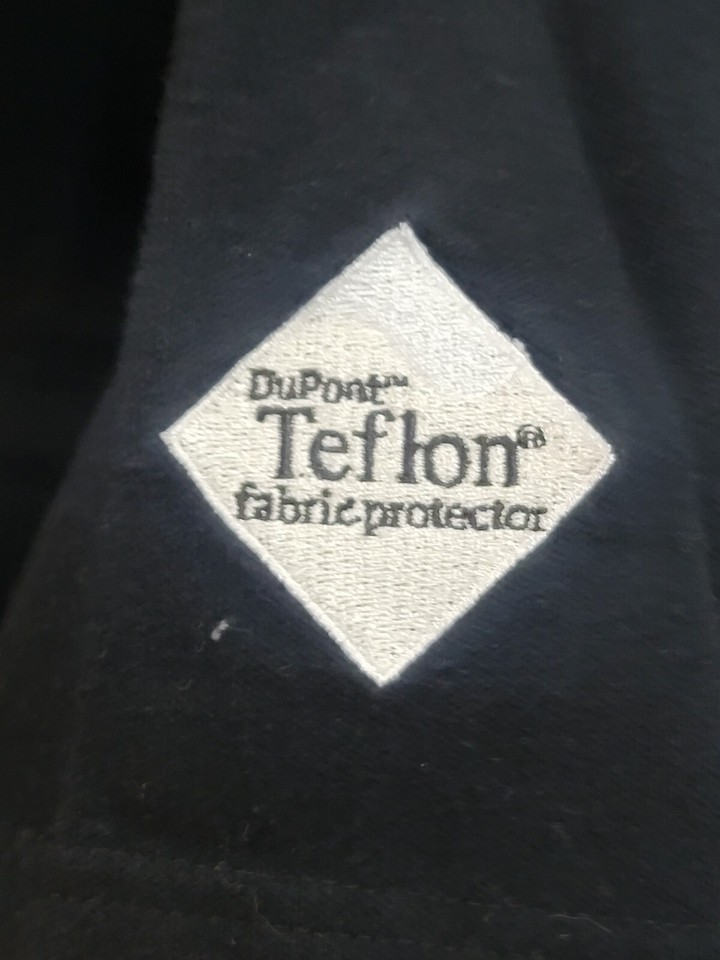 DuPont™
Teflon®
fabric protector